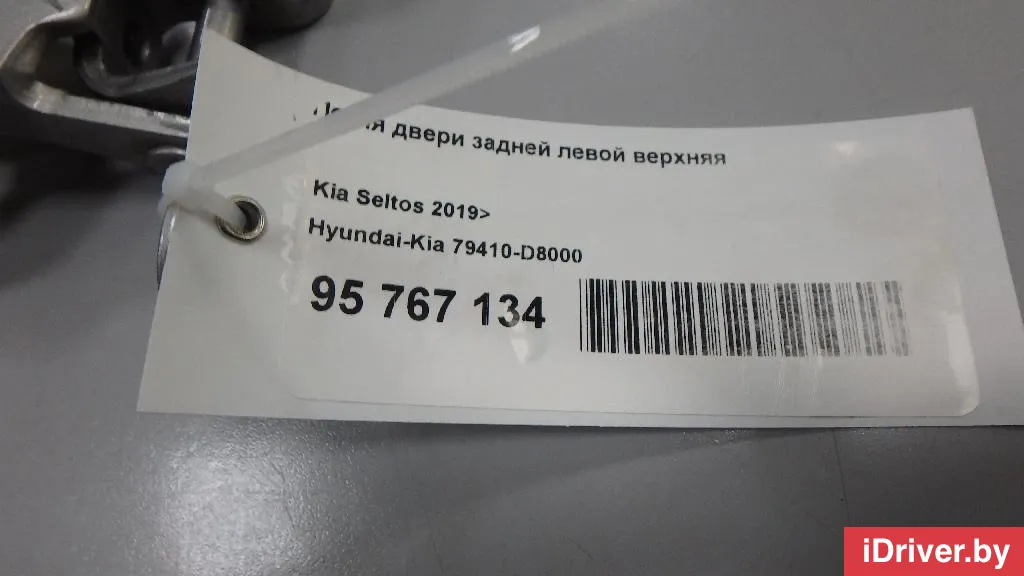 двери задней левой верхняя
Kia Seltos 2019>
Hyundai-Kia 79410-D8000
95 767 134
iDriver.by